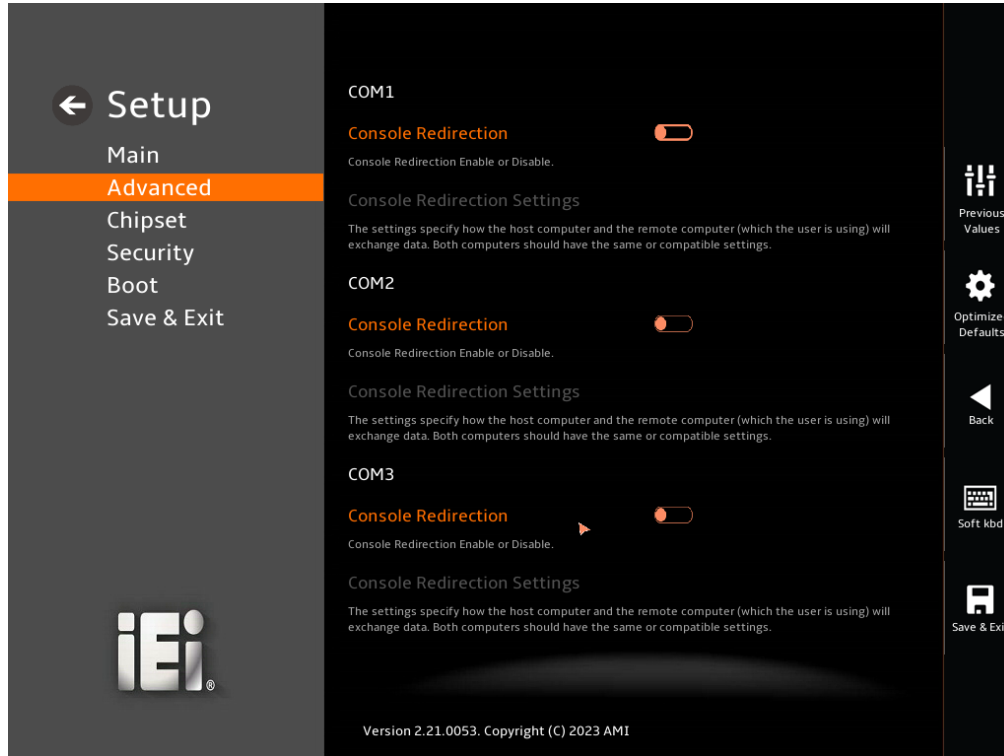 Setup
Main
Advanced
Chipset
Security
Boot
Save & Exit
iEi®
COM1
Console Redirection
Console Redirection Enable or Disable.
Console Redirection Settings
The settings specify how the host computer and the remote computer (which the user is using) will
exchange data. Both computers should have the same or compatible settings.
COM2
Console Redirection
Console Redirection Enable or Disable.
Console Redirection Settings
The settings specify how the host computer and the remote computer (which the user is using) will
exchange data. Both computers should have the same or compatible settings.
COM3
Console Redirection
Console Redirection Enable or Disable.
Console Redirection Settings
The settings specify how the host computer and the remote computer (which the user is using) will
exchange data. Both computers should have the same or compatible settings.
Version 2.21.0053. Copyright (C) 2023 AMI
Previous
Values
Optimize
Defaults
Back
Soft kbd
Save & Exi